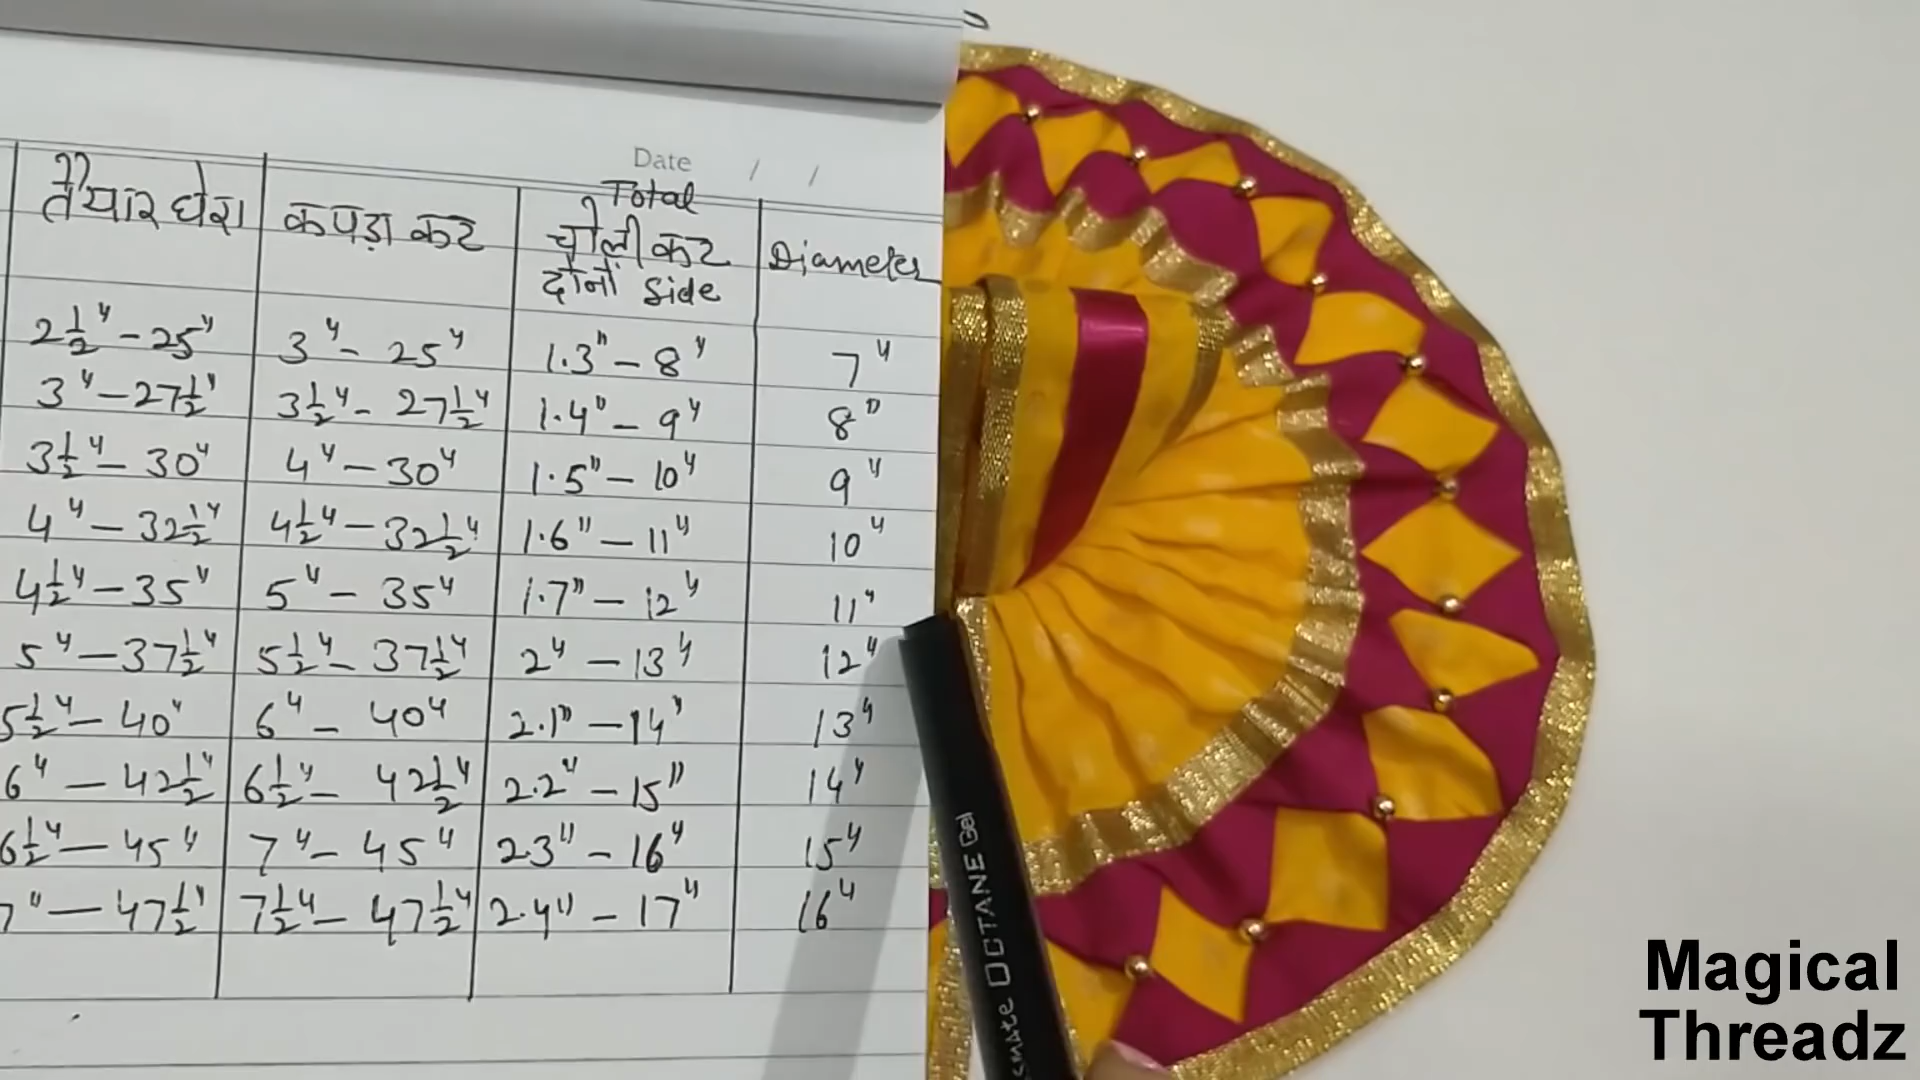 Date / /
तैयार घेरा कपड़ा कट Total चोली कट दोनों Side Diameter
2½" - 25" 3" - 25" 1.3" - 8" 7"
3" - 27½" 3½" - 27½" 1.4" - 9" 8"
3½" - 30" 4" - 30" 1.5" - 10" 9"
4" - 32½" 4½" - 32½" 1.6" - 11" 10"
4½" - 35" 5" - 35" 1.7" - 12" 11"
5" - 37½" 5½" - 37½" 2" - 13" 12"
5½" - 40" 6" - 40" 2.1" - 14" 13"
6" - 42½" 6½" - 42½" 2.2" - 15" 14"
6½" - 45" 7" - 45" 2.3" - 16" 15"
7" - 47½" 7½" - 47½" 2.4" - 17" 16"
OCTANE Gel
Magical
Threadz